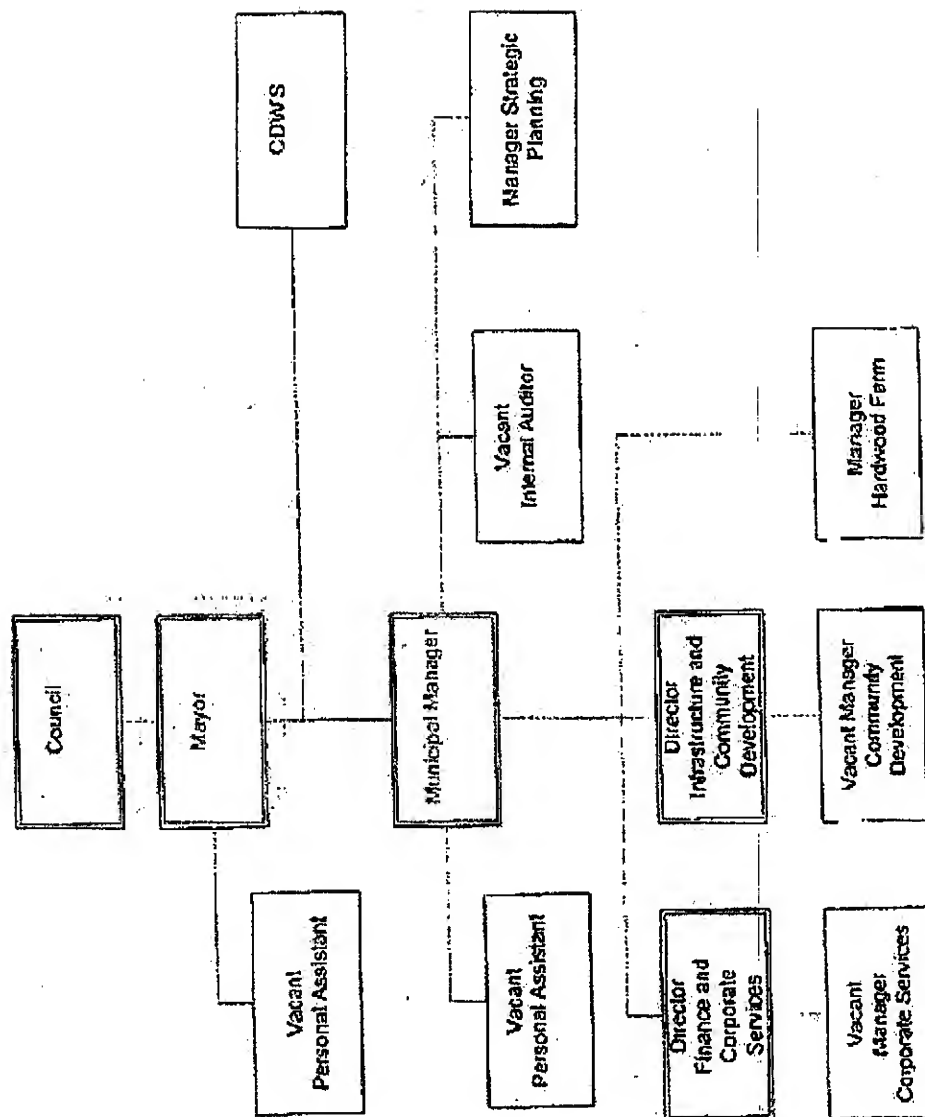 Council
Mayor
CDWS
Vacant
Personal Assistant
Municipal Manager
Vacant
Internal Auditor
Manager Strategic
Planning
Vacant
Personal Assistant
Director
Finance and
Corporate
Services
Director
Infrastructure and
Community
Development
Vacant
Manager
Corporate Services
Vacant Manager
Community
Development
Manager
Hardwood Farm